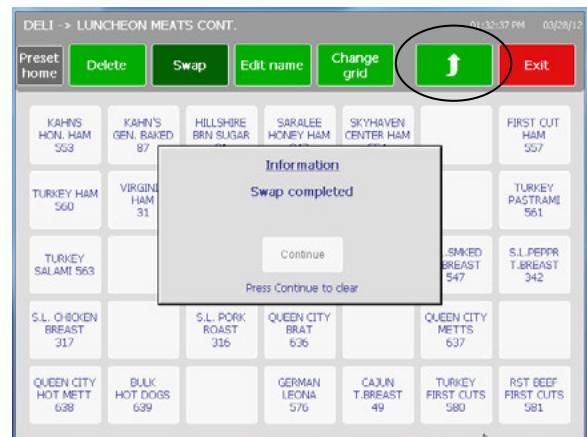 DELI -> LUNCHEON MEATS CONT.
01:32:37 PM 03/28/12
Preset
home
Delete
Swap
Edit name
Change
grid
Exit
KAHNS
HON. HAM
553
KAHN'S
GEN. BAKED
87
HILLSHIRE
BRN SUGAR
SARALEE
HONEY HAM
SKYHAVEN
CENTER HAM
FIRST CUT
HAM
557
TURKEY HAM
560
HAM
31
TURKEY
PASTRAMI
561
Information
Swap completed
Continue
Press Continue to clear
TURKEY
SALAMI 563
547
S.L.PEPPR
T.BREAST
342
S.L. CHICKEN
BREAST
317
S.L. PORK
ROAST
316
QUEEN CITY
BRAT
636
QUEEN CITY
METTS
637
QUEEN CITY
HOT METT
638
BULK
HOT DOGS
639
GERMAN
LEONA
576
CAJUN
T.BREAST
49
TURKEY
FIRST CUTS
580
RST BEEF
FIRST CUTS
581